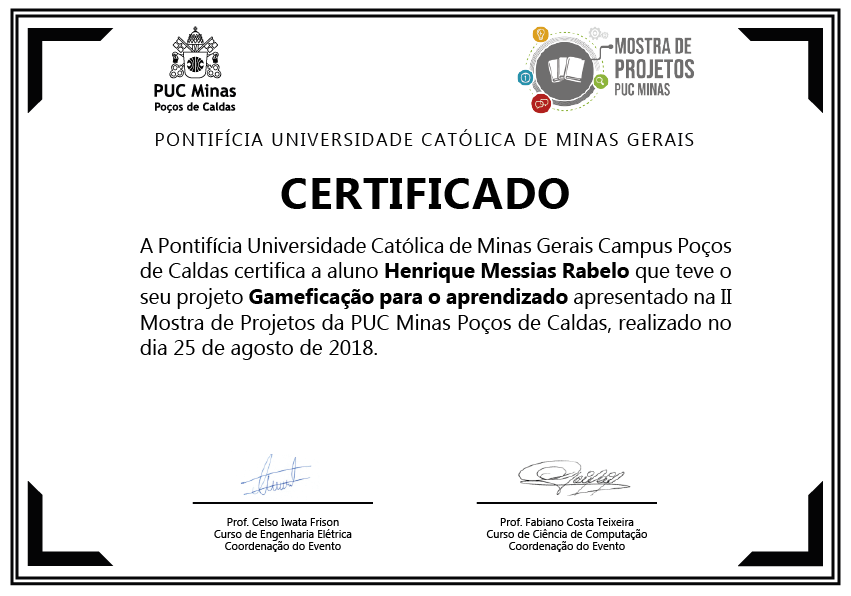 PUC Minas
Poços de Caldas
MOSTRA DE
PROJETOS
PUC MINAS
PONTIFÍCIA UNIVERSIDADE CATÓLICA DE MINAS GERAIS
CERTIFICADO
A Pontifícia Universidade Católica de Minas Gerais Campus Poços
de Caldas certifica a aluno Henrique Messias Rabelo que teve o
seu projeto Gameficação para o aprendizado apresentado na II
Mostra de Projetos da PUC Minas Poços de Caldas, realizado no
dia 25 de agosto de 2018.
Prof. Celso Iwata Frison
Curso de Engenharia Elétrica
Coordenação do Evento
Prof. Fabiano Costa Teixeira
Curso de Ciência de Computação
Coordenação do Evento